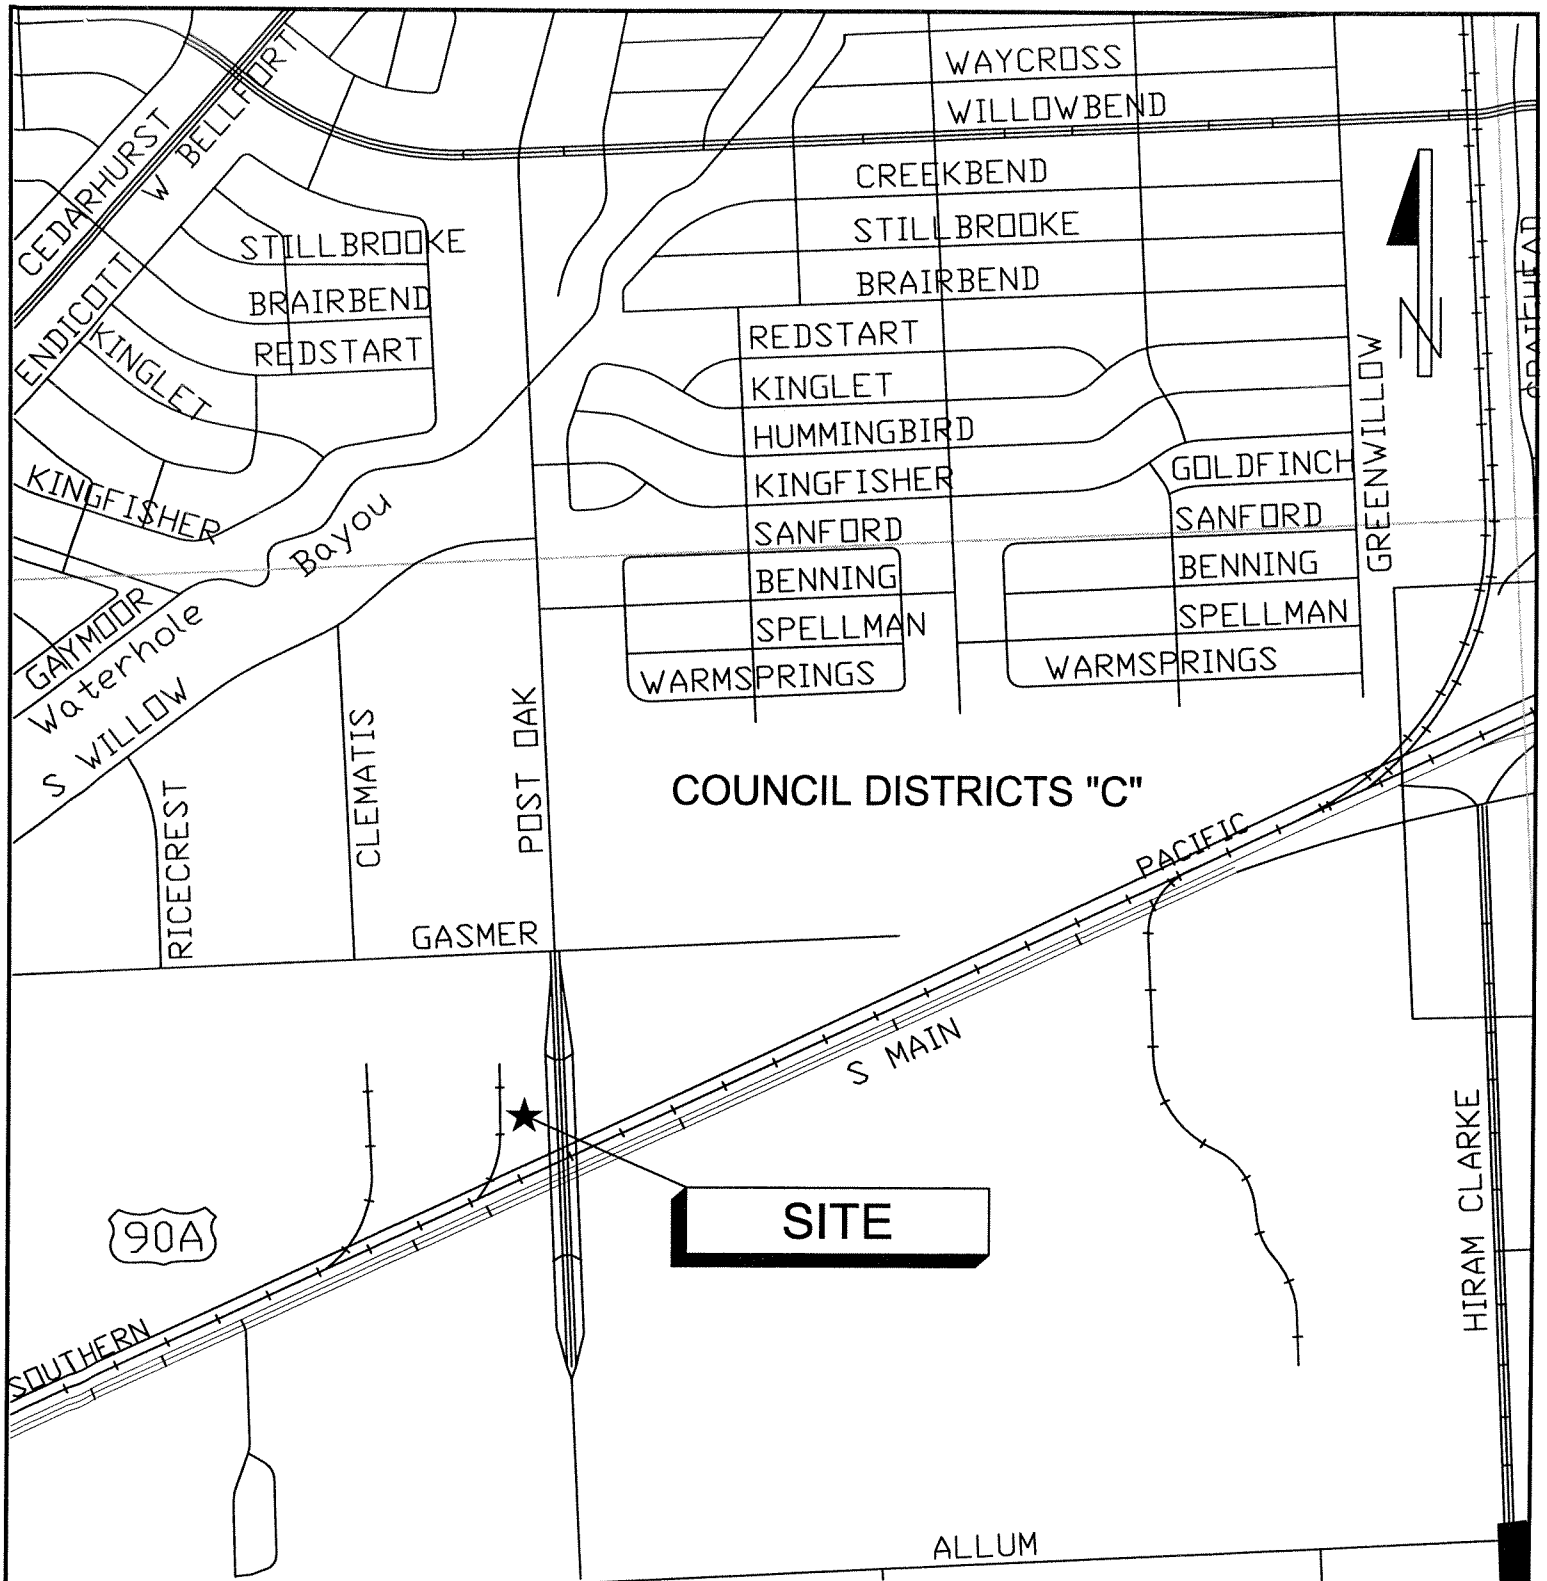 WAYCROSS
WILLOWBEND
W BELLFORT
CEDARHURST
CREEKBEND
STILLBROOKE
STILLBROOKE
BRAIRBEND
BRAIRBEND
ENDICOTT
REDSTART
REDSTART
N
KINGLET
KINGLET
HUMMINGBIRD
GREENWILLOW
KINGFISHER
GOLDFINCH
KINGFISHER
SANFORD
SANFORD
Bayou
BENNING
BENNING
GAYMOOR
Waterhole
SPELLMAN
SPELLMAN
WARMSPRINGS
WARMSPRINGS
S WILLOW
CLEMATIS
POST OAK
COUNCIL DISTRICTS "C"
RICECREST
PACIFIC
GASMER
S MAIN
SITE
90A
HIRAM CLARKE
SOUTHERN
ALLUM